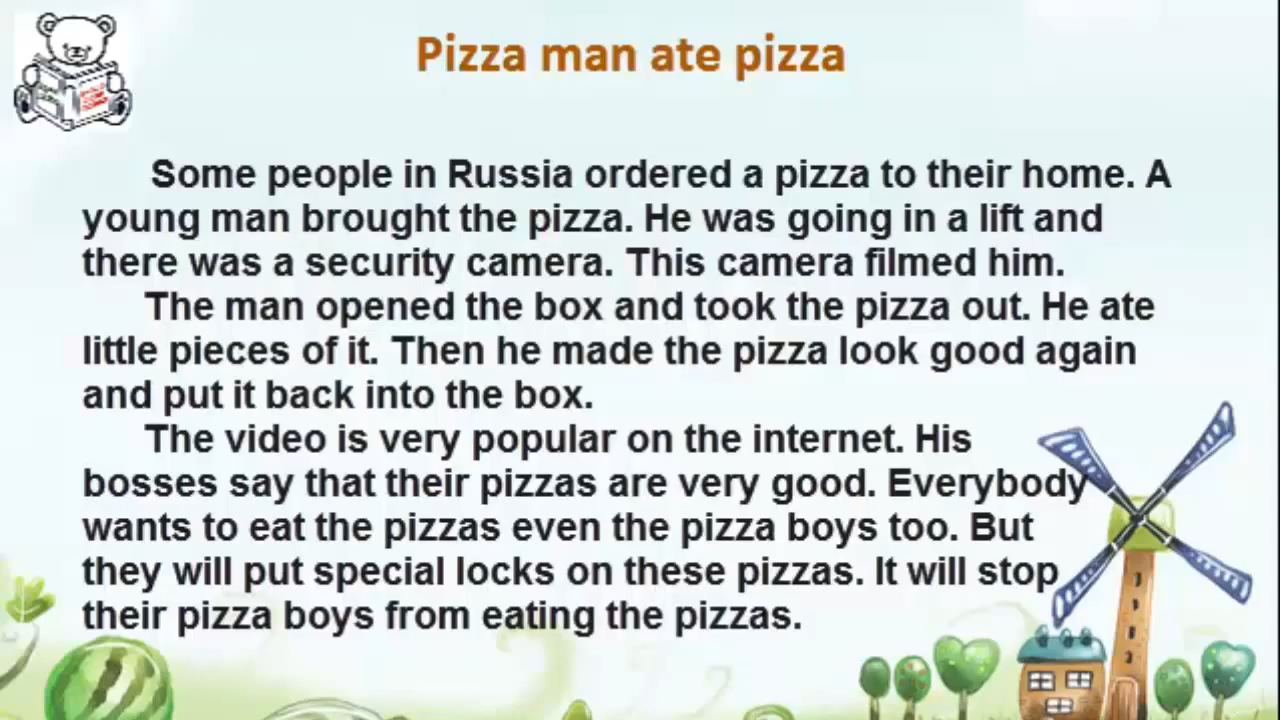 Pizza man ate pizza
Some people in Russia ordered a pizza to their home. A
young man brought the pizza. He was going in a lift and
there was a security camera. This camera filmed him.
The man opened the box and took the pizza out. He ate
little pieces of it. Then he made the pizza look good again
and put it back into the box.
The video is very popular on the internet. His
bosses say that their pizzas are very good. Everybody
wants to eat the pizzas even the pizza boys too. But
they will put special locks on these pizzas. It will stop
their pizza boys from eating the pizzas.